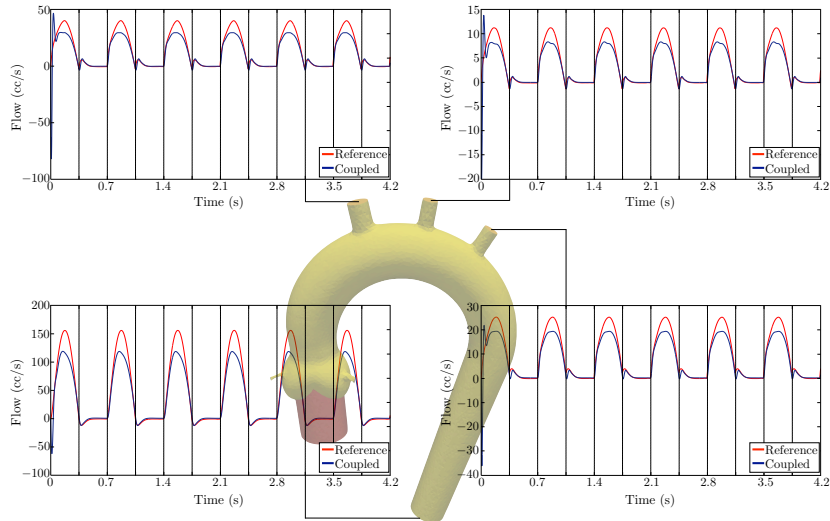 50
0
−50
−100
Flow (cc/s)
0 0.7 1.4 2.1 2.8 3.5 4.2
Time (s)
Reference
Coupled
15
10
5
0
−5
−10
−15
−20
Flow (cc/s)
0 0.7 1.4 2.1 2.8 3.5 4.2
Time (s)
Reference
Coupled
200
150
100
50
0
−50
−100
Flow (cc/s)
0 0.7 1.4 2.1 2.8 3.5 4.2
Time (s)
Reference
Coupled
30
20
10
0
−10
−20
−30
−40
Flow (cc/s)
0 0.7 1.4 2.1 2.8 3.5 4.2
Time (s)
Reference
Coupled